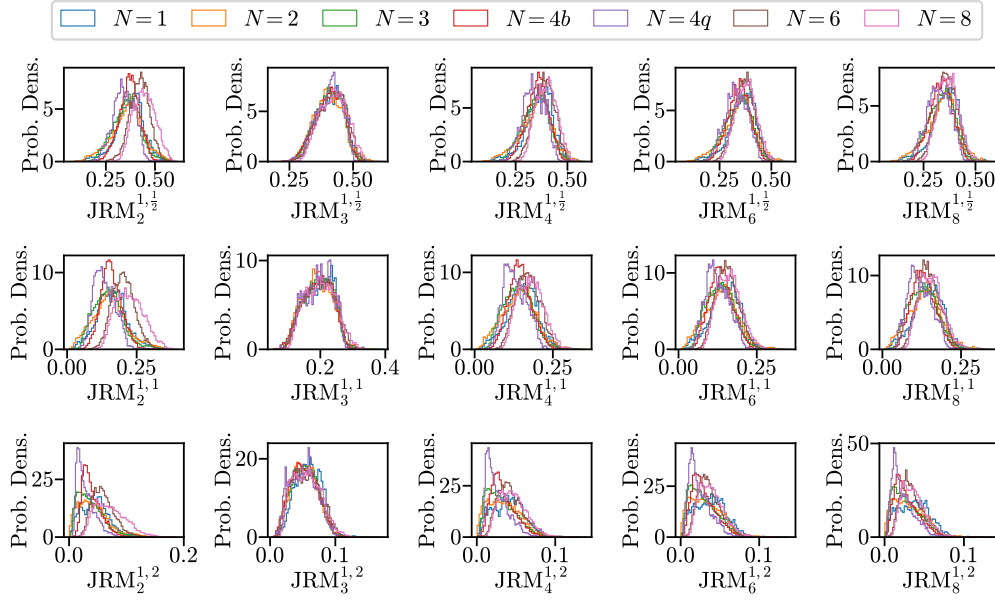 N = 1 N = 2 N = 3 N = 4b N = 4q N = 6 N = 8
Prob. Dens. 0 5 0.25 0.50 JRM_2^{1,\frac{1}{2}}
Prob. Dens. 0 5 0.25 0.50 JRM_3^{1,\frac{1}{2}}
Prob. Dens. 0 5 0.25 0.50 JRM_4^{1,\frac{1}{2}}
Prob. Dens. 0 5 0.25 0.50 JRM_6^{1,\frac{1}{2}}
Prob. Dens. 0 5 0.25 0.50 JRM_8^{1,\frac{1}{2}}
Prob. Dens. 0 10 0.00 0.25 JRM_2^{1,1}
Prob. Dens. 0 10 0.2 0.4 JRM_3^{1,1}
Prob. Dens. 0 10 0.00 0.25 JRM_4^{1,1}
Prob. Dens. 0 10 0.00 0.25 JRM_6^{1,1}
Prob. Dens. 0 10 0.00 0.25 JRM_8^{1,1}
Prob. Dens. 0 25 0.0 0.2 JRM_2^{1,2}
Prob. Dens. 0 20 0.0 0.1 JRM_3^{1,2}
Prob. Dens. 0 25 0.0 0.1 JRM_4^{1,2}
Prob. Dens. 0 25 0.0 0.1 JRM_6^{1,2}
Prob. Dens. 0 50 0.0 0.1 JRM_8^{1,2}